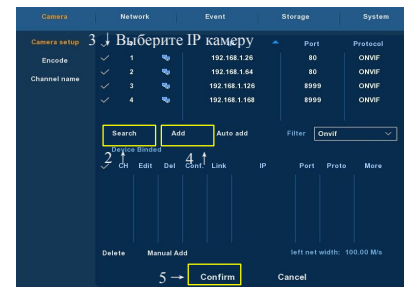 Camera Network Event Storage System
Camera setup 3 ↓ Выберите IP камеру Port Protocol
1 192.168.1.26 80 ONVIF
Encode 2 192.168.1.64 80 ONVIF
Channel name 3 192.168.1.126 8999 ONVIF
4 192.168.1.168 8999 ONVIF
Search Add Auto add Filter Onvif
Device Binded
2 ↑ 4 ↑
CH Edit Del Conf. Link IP Port Proto More
Delete Manual Add left net width: 100.00 M/s
5 → Confirm Cancel